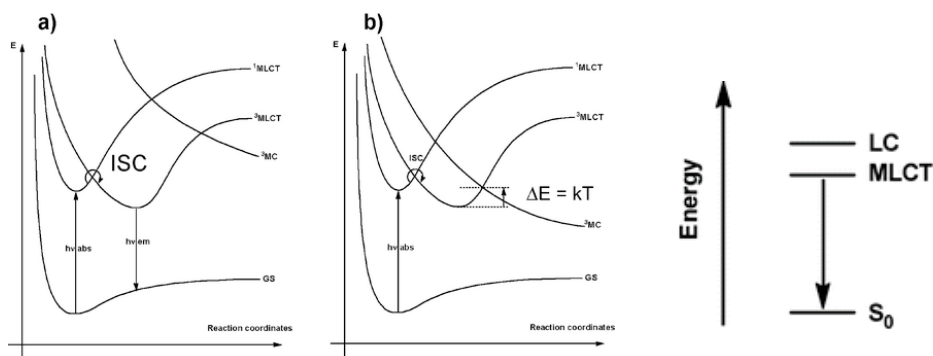 a)
E
¹MLCT
³MLCT
³MC
ISC
hν abs
hν em
GS
Reaction coordinates
b)
E
¹MLCT
³MLCT
ISC
ΔE = kT
³MC
hν abs
GS
Reaction coordinates
Energy
LC
MLCT
S₀